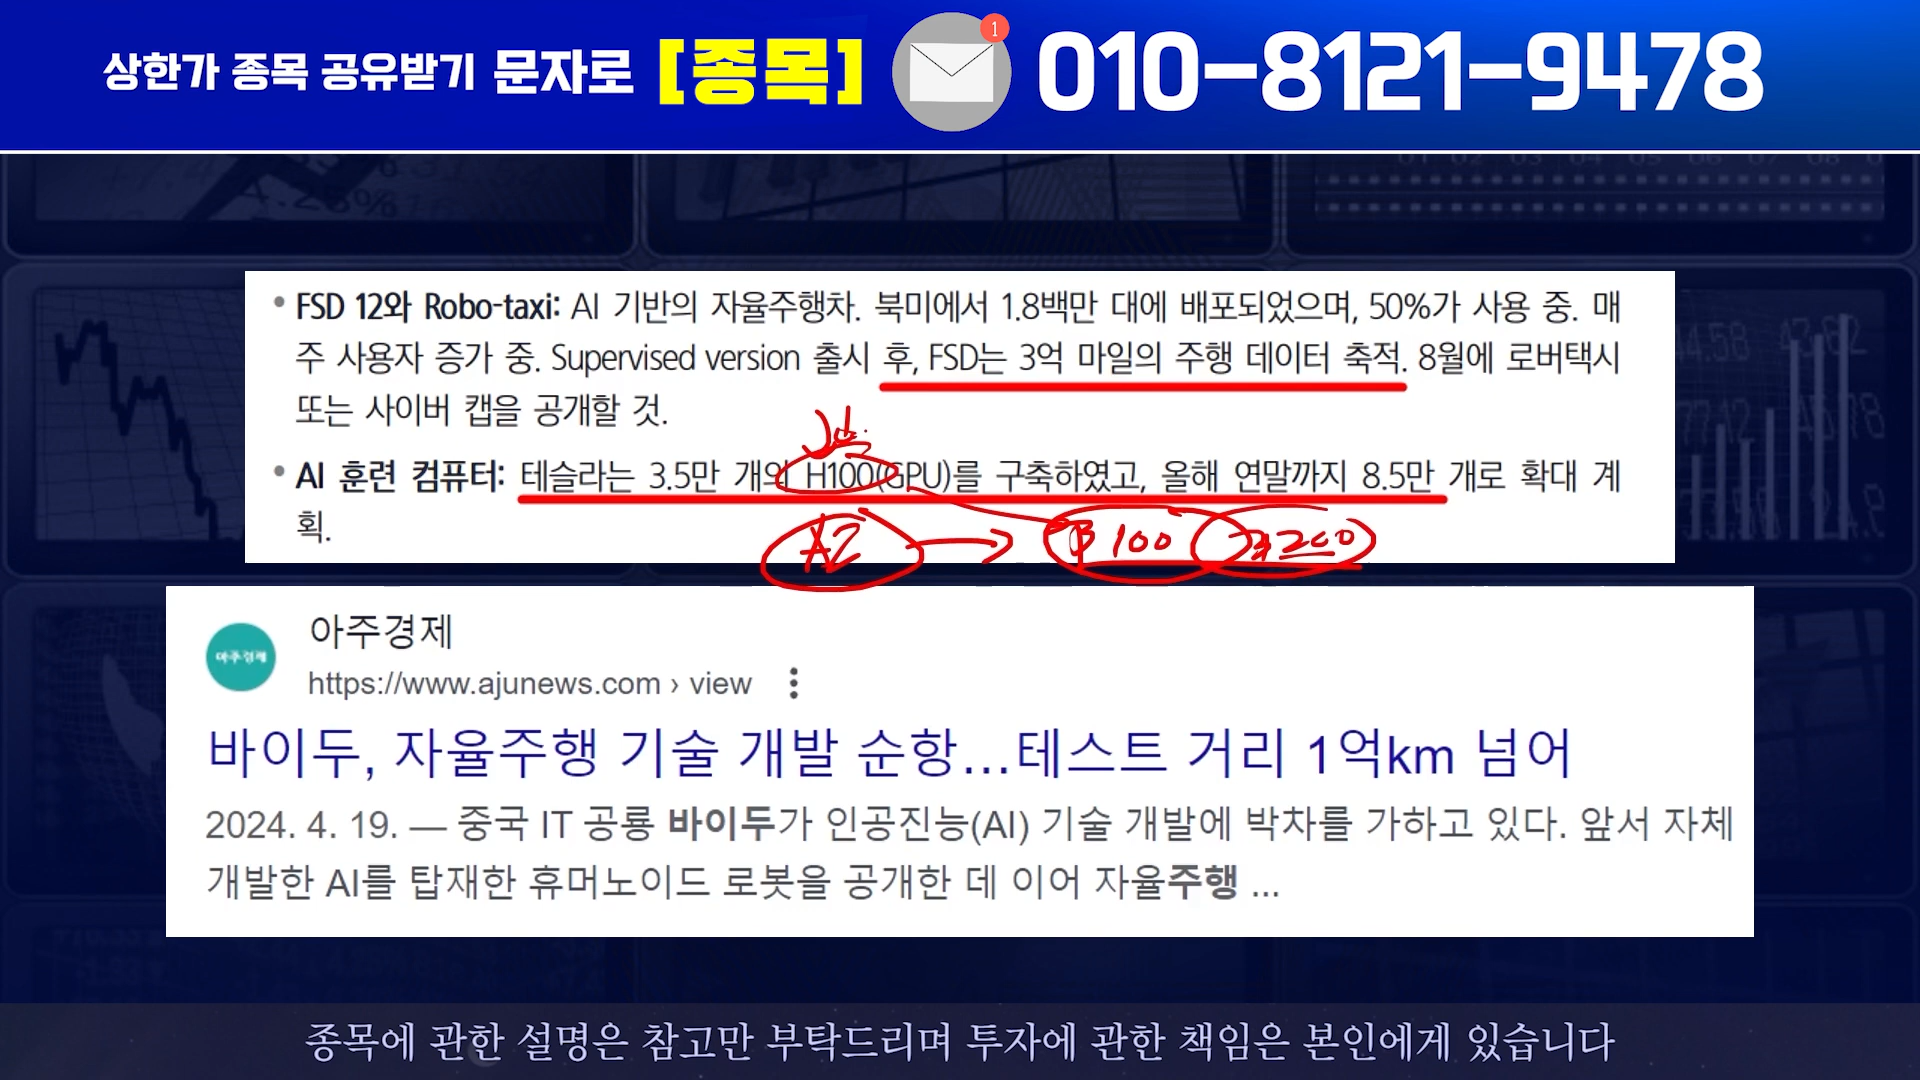 상한가 종목 공유받기 문자로 [종목] 1 010-8121-9478
• FSD 12와 Robo-taxi: AI 기반의 자율주행차. 북미에서 1.8백만 대에 배포되었으며, 50%가 사용 중. 매
주 사용자 증가 중. Supervised version 출시 후, FSD는 3억 마일의 주행 데이터 축적. 8월에 로버택시
또는 사이버 캡을 공개할 것.
• AI 훈련 컴퓨터: 테슬라는 3.5만 개의 H100(GPU)를 구축하였고, 올해 연말까지 8.5만 개로 확대 계
획.
B100
아주경제
아주경제
https://www.ajunews.com › view
바이두, 자율주행 기술 개발 순항...테스트 거리 1억km 넘어
2024. 4. 19. — 중국 IT 공룡 바이두가 인공진능(AI) 기술 개발에 박차를 가하고 있다. 앞서 자체
개발한 AI를 탑재한 휴머노이드 로봇을 공개한 데 이어 자율주행 ...
종목에 관한 설명은 참고만 부탁드리며 투자에 관한 책임은 본인에게 있습니다